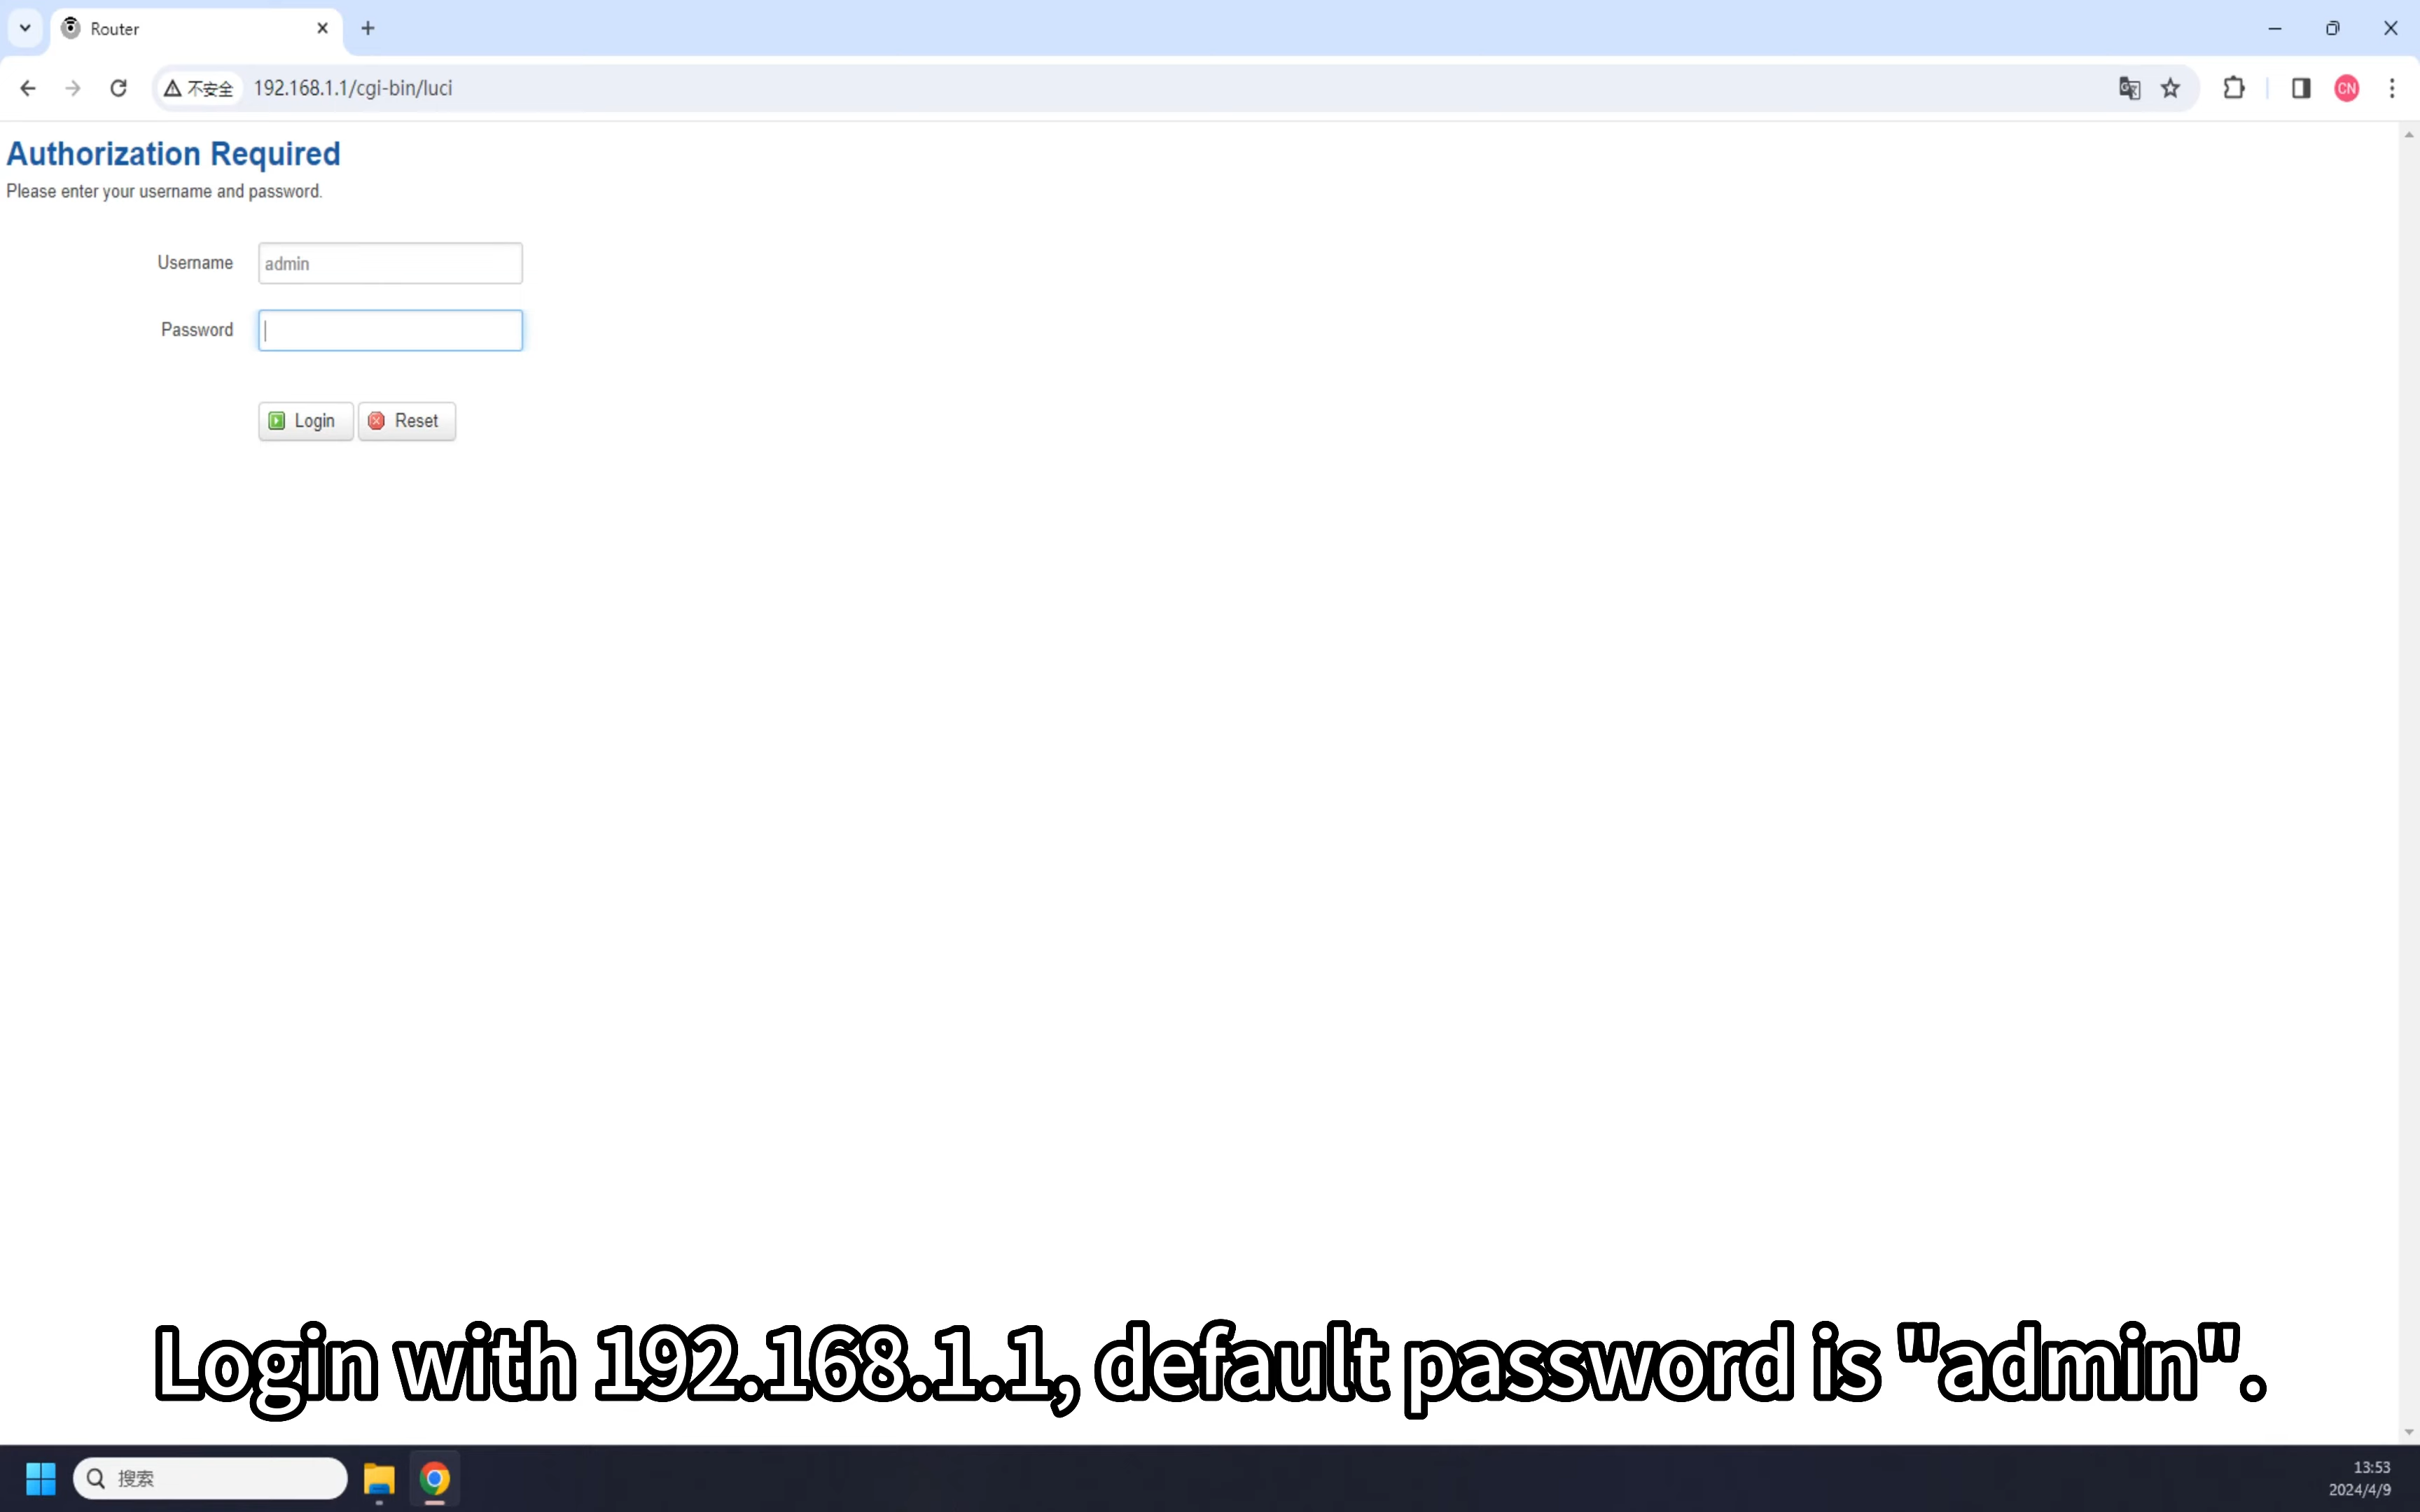 Router
不安全
192.168.1.1/cgi-bin/luci
CN
Authorization Required
Please enter your username and password.
Username
admin
Password
Login
Reset
Login with 192.168.1.1, default password is "admin".
搜索
13:53
2024/4/9